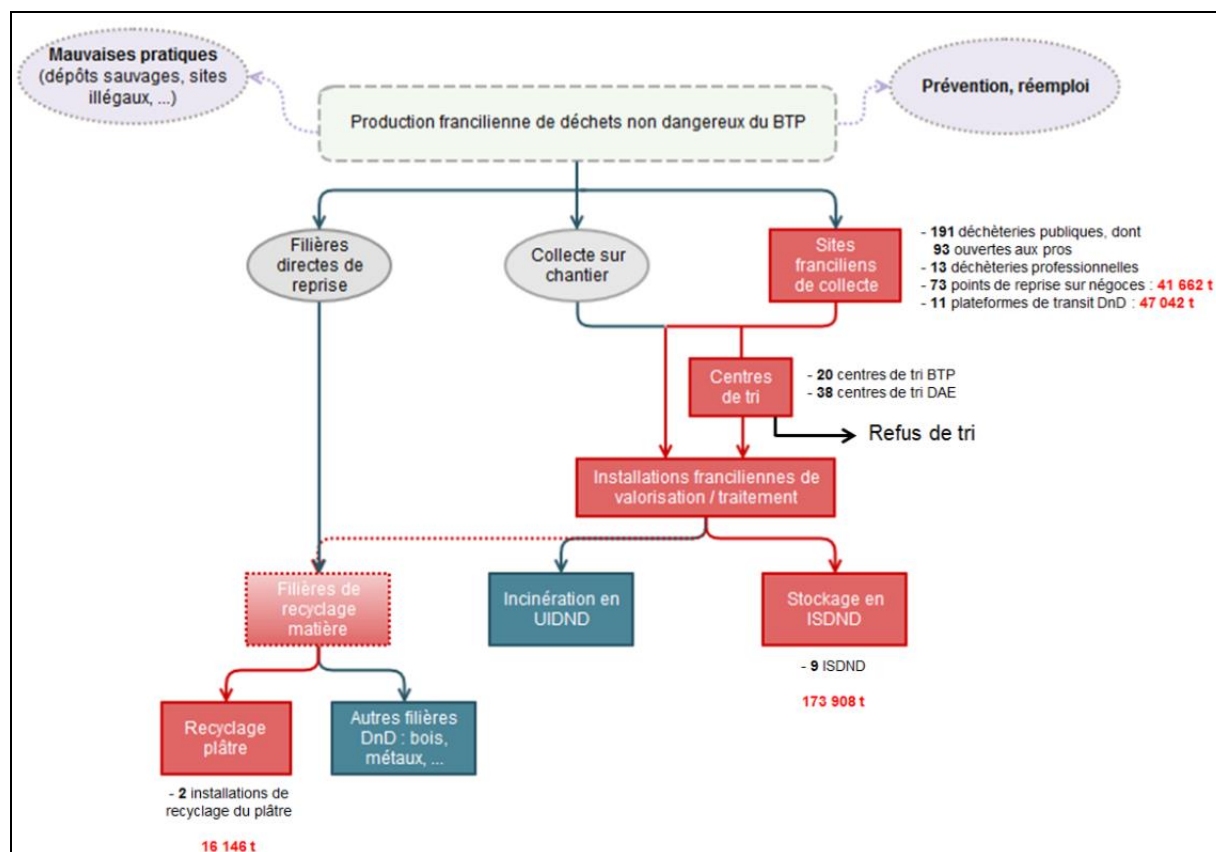 Mauvaises pratiques
(dépôts sauvages, sites
illégaux, ...)
Prévention, réemploi
Production francilienne de déchets non dangereux du BTP
Filières
directes de
reprise
Collecte sur
chantier
Sites
franciliens
de collecte
- 191 déchèteries publiques, dont
93 ouvertes aux pros
- 13 déchèteries professionnelles
- 73 points de reprise sur négoces : 41 662 t
- 11 plateformes de transit DnD : 47 042 t
Centres
de tri
- 20 centres de tri BTP
- 38 centres de tri DAE
Refus de tri
Installations franciliennes de
valorisation / traitement
Filières de
recyclage
matière
Incinération en
UIDND
Stockage en
ISDND
- 9 ISDND
173 908 t
Recyclage
plâtre
Autres filières
DnD : bois,
métaux, ...
- 2 installations de
recyclage du plâtre
16 146 t